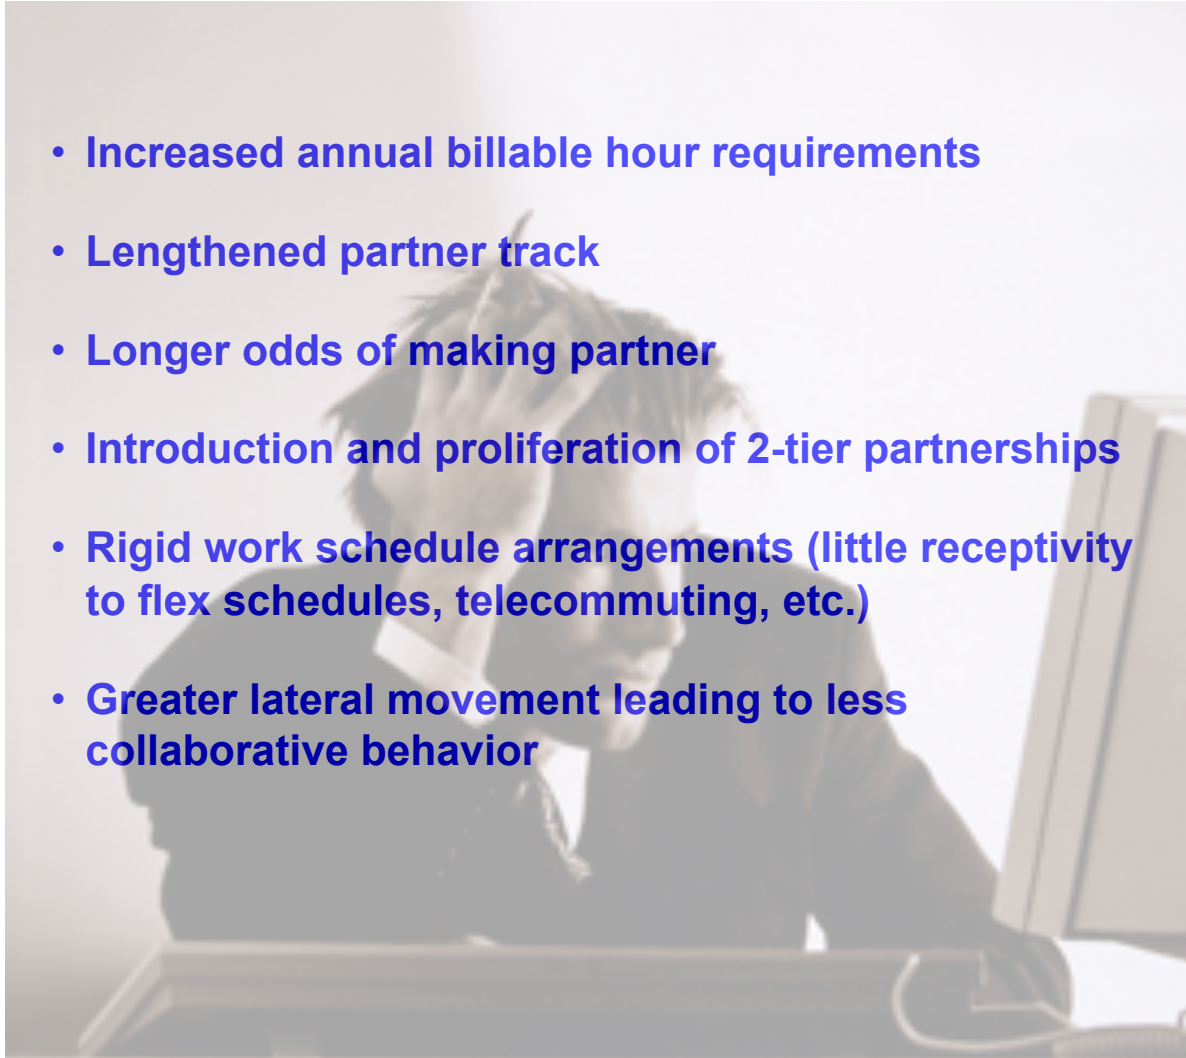 • Increased annual billable hour requirements
• Lengthened partner track
• Longer odds of making partner
• Introduction and proliferation of 2-tier partnerships
• Rigid work schedule arrangements (little receptivity
to flex schedules, telecommuting, etc.)
• Greater lateral movement leading to less
collaborative behavior